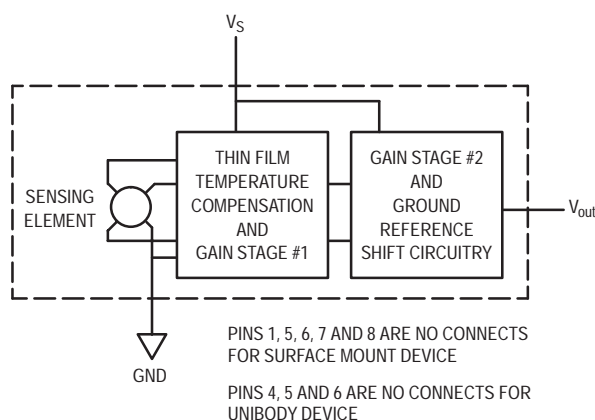 VS
THIN FILM
TEMPERATURE
COMPENSATION
AND
GAIN STAGE #1
GAIN STAGE #2
AND
GROUND
REFERENCE
SHIFT CIRCUITRY
SENSING
ELEMENT
Vout
GND
PINS 1, 5, 6, 7 AND 8 ARE NO CONNECTS
FOR SURFACE MOUNT DEVICE
PINS 4, 5 AND 6 ARE NO CONNECTS FOR
UNIBODY DEVICE